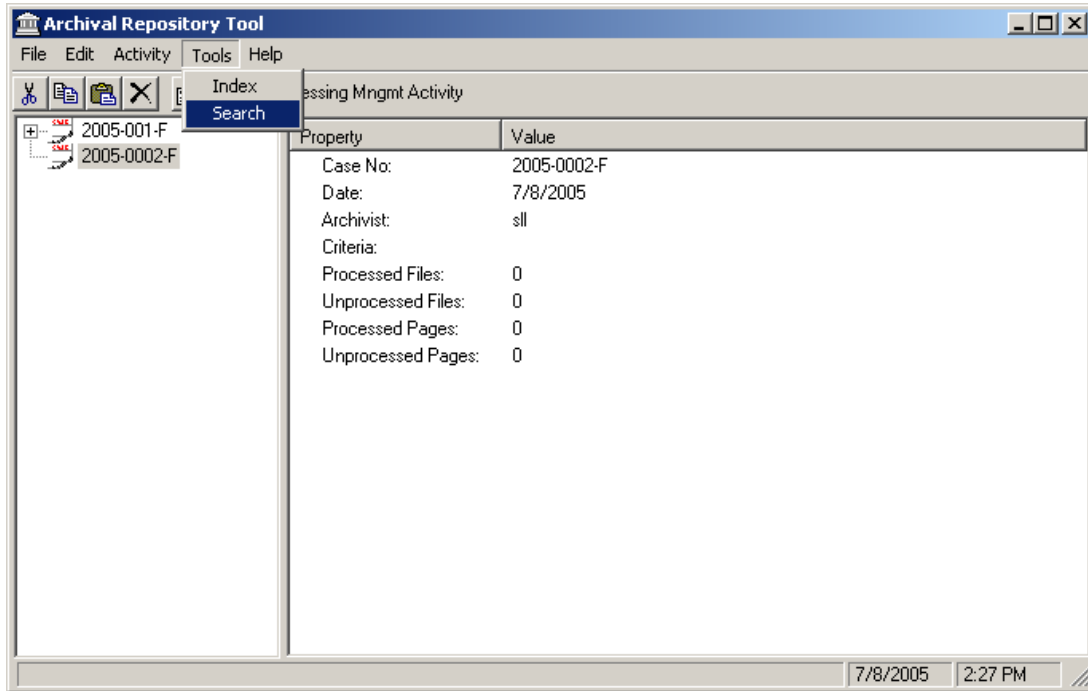 Archival Repository Tool
File Edit Activity Tools Help
Index
Search
essing Mngmt Activity
2005-001-F
2005-0002-F
Property Value
Case No: 2005-0002-F
Date: 7/8/2005
Archivist: sll
Criteria:
Processed Files: 0
Unprocessed Files: 0
Processed Pages: 0
Unprocessed Pages: 0
7/8/2005 2:27 PM